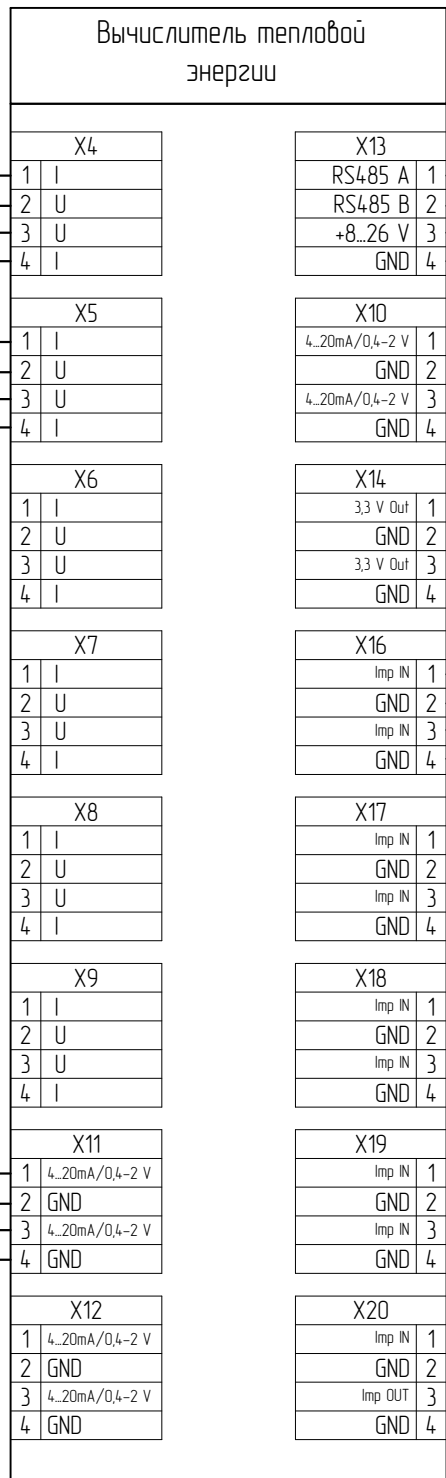 Вычислитель тепловой
энергии
X4
1 I
2 U
3 U
4 I
X5
1 I
2 U
3 U
4 I
X6
1 I
2 U
3 U
4 I
X7
1 I
2 U
3 U
4 I
X8
1 I
2 U
3 U
4 I
X9
1 I
2 U
3 U
4 I
X11
1 4...20mA/0,4-2 V
2 GND
3 4...20mA/0,4-2 V
4 GND
X12
1 4...20mA/0,4-2 V
2 GND
3 4...20mA/0,4-2 V
4 GND
X13
RS485 A 1
RS485 B 2
+8...26 V 3
GND 4
X10
4...20mA/0,4-2 V 1
GND 2
4...20mA/0,4-2 V 3
GND 4
X14
3,3 V Out 1
GND 2
3,3 V Out 3
GND 4
X16
Imp IN 1
GND 2
Imp IN 3
GND 4
X17
Imp IN 1
GND 2
Imp IN 3
GND 4
X18
Imp IN 1
GND 2
Imp IN 3
GND 4
X19
Imp IN 1
GND 2
Imp IN 3
GND 4
X20
Imp IN 1
GND 2
Imp OUT 3
GND 4